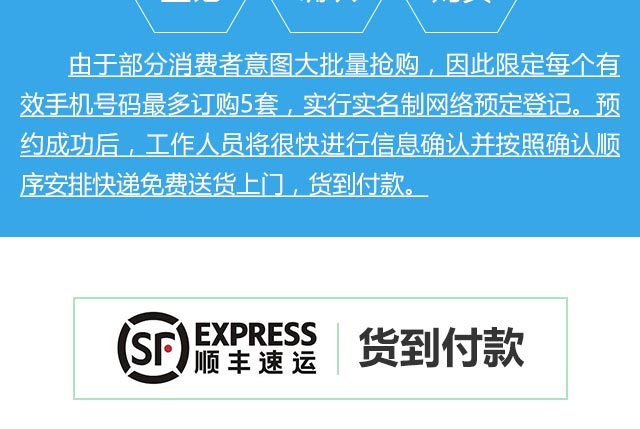 由于部分消费者意图大批量抢购，因此限定每个有
效手机号码最多订购5套，实行实名制网络预定登记。预
约成功后，工作人员将很快进行信息确认并按照确认顺
序安排快递免费送货上门，货到付款。
SF EXPRESS
顺丰速运
货到付款